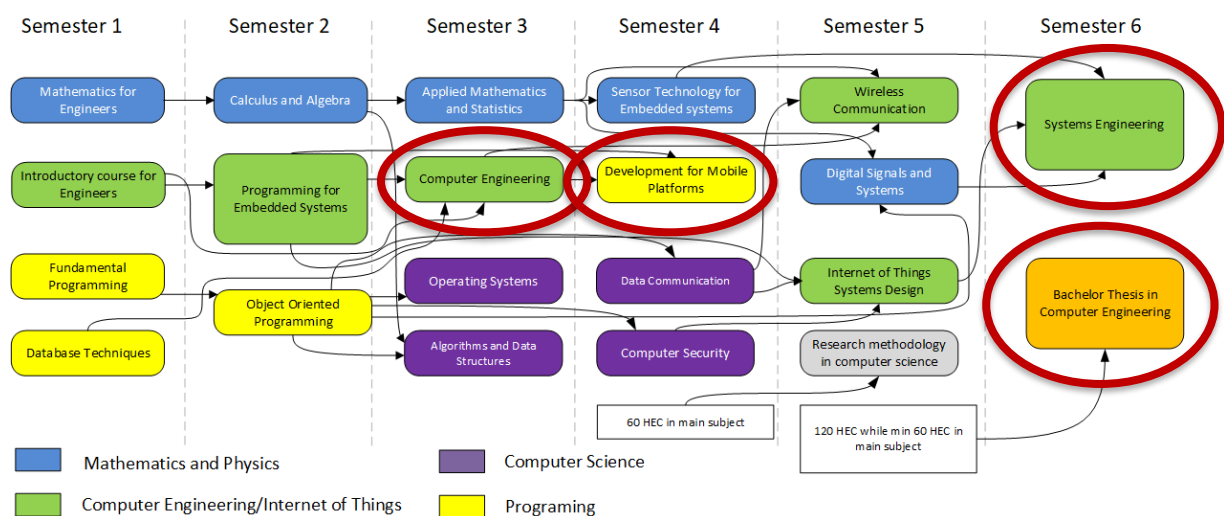 Semester 1
Semester 2
Semester 3
Semester 4
Semester 5
Semester 6
Mathematics for
Engineers
Calculus and Algebra
Applied Mathematics
and Statistics
Sensor Technology for
Embedded systems
Wireless
Communication
Systems Engineering
Introductory course for
Engineers
Programming for
Embedded Systems
Computer Engineering
Development for Mobile
Platforms
Digital Signals and
Systems
Fundamental
Programming
Object Oriented
Programming
Operating Systems
Data Communication
Internet of Things
Systems Design
Bachelor Thesis in
Computer Engineering
Database Techniques
Algorithms and Data
Structures
Computer Security
Research methodology
in computer science
60 HEC in main subject
120 HEC while min 60 HEC in
main subject
Mathematics and Physics
Computer Science
Computer Engineering/Internet of Things
Programing